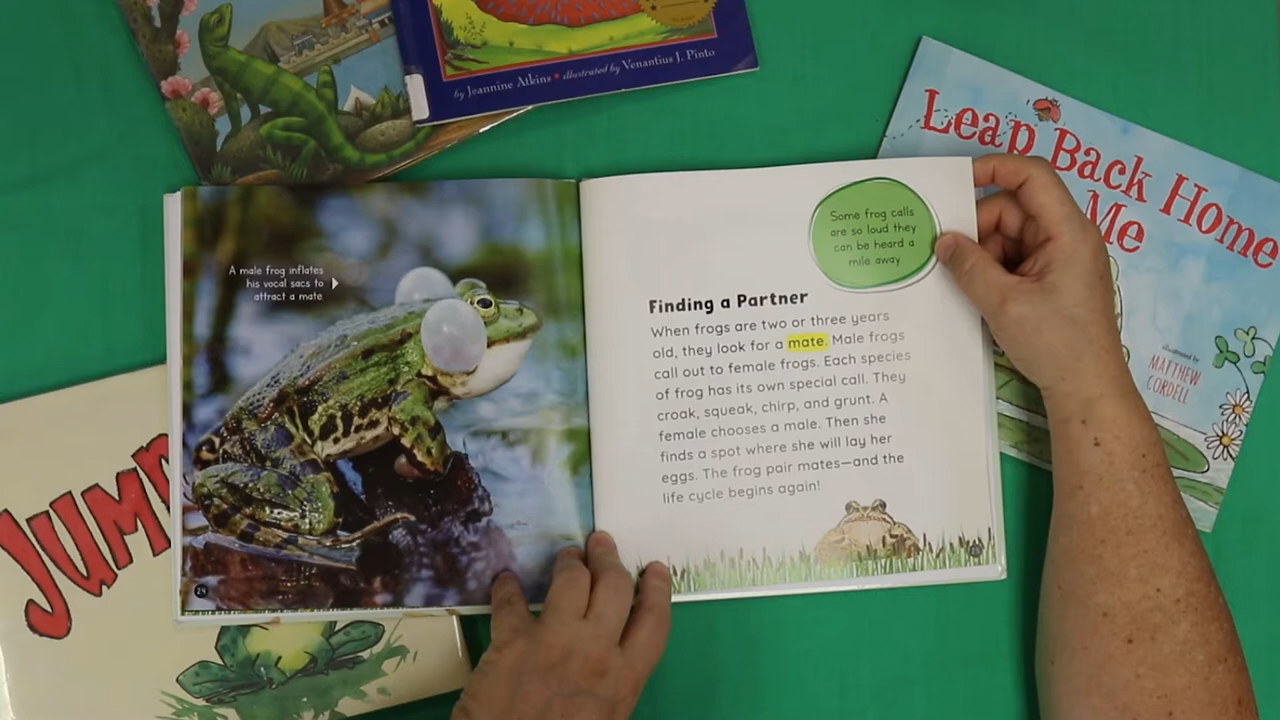 by Jeannine Atkins • illustrated by Venantius J. Pinto
Leap Back Home
Me
illustrated by
MATTHEW
CORDELL
A male frog inflates
his vocal sacs to
attract a mate
24
Some frog calls
are so loud they
can be heard a
mile away
Finding a Partner
When frogs are two or three years
old, they look for a mate. Male frogs
call out to female frogs. Each species
of frog has its own special call. They
croak, squeak, chirp, and grunt. A
female chooses a male. Then she
finds a spot where she will lay her
eggs. The frog pair mates—and the
life cycle begins again!
JUMP